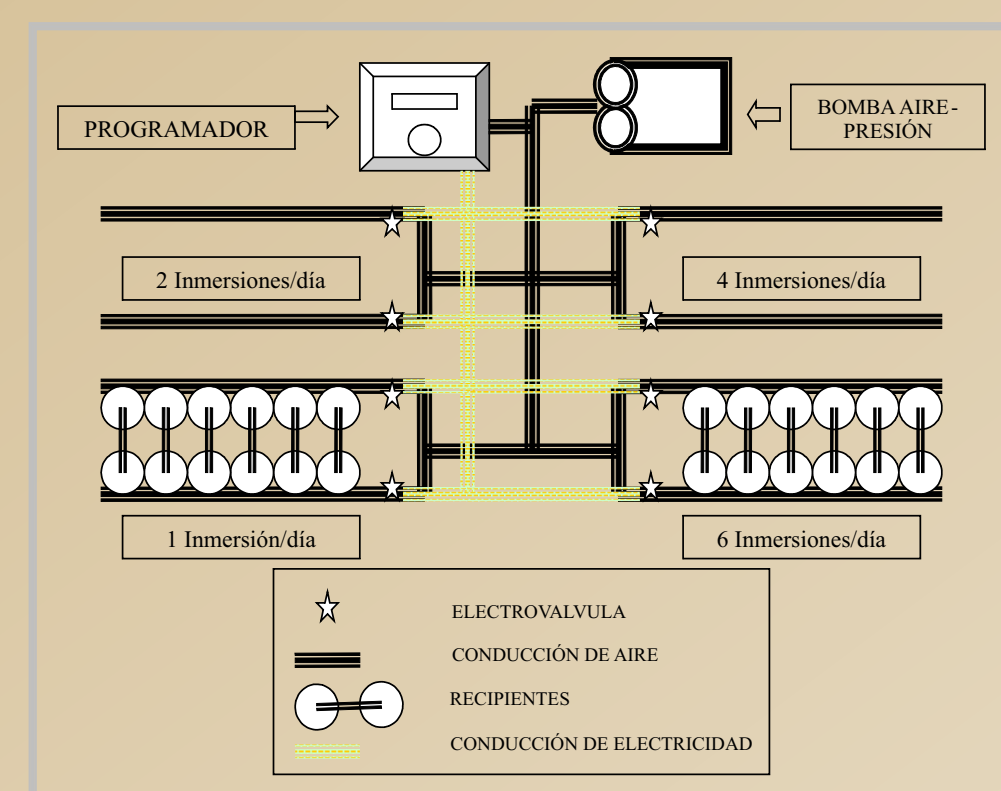 PROGRAMADOR
BOMBA AIRE-
PRESIÓN
2 Inmersiones/día
4 Inmersiones/día
1 Inmersión/día
6 Inmersiones/día
ELECTROVALVULA
CONDUCCIÓN DE AIRE
RECIPIENTES
CONDUCCIÓN DE ELECTRICIDAD